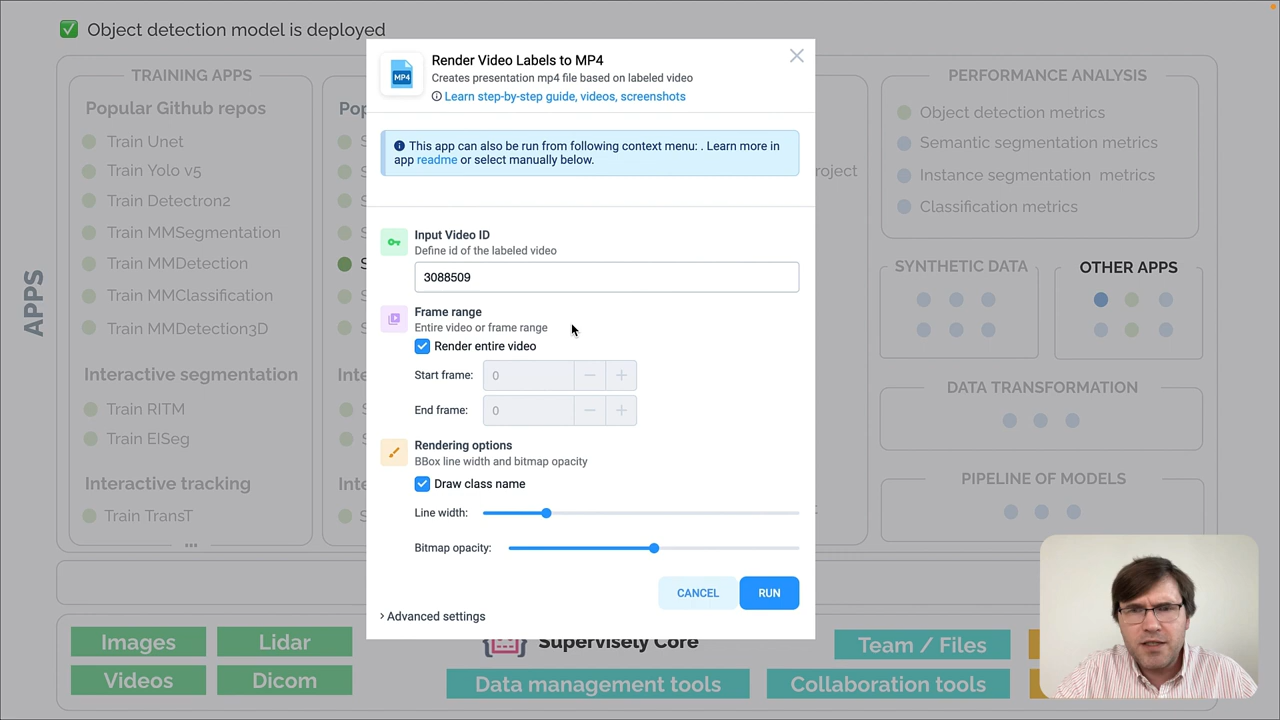 ✅ Object detection model is deployed
APPS
TRAINING APPS
Popular Github repos
Train Unet
Train Yolo v5
Train Detectron2
Train MMSegmentation
Train MMDetection
Train MMClassification
Train MMDetection3D
Interactive segmentation
Train RITM
Train EISeg
Interactive tracking
Train TransT
...
Render Video Labels to MP4
Creates presentation mp4 file based on labeled video
Learn step-by-step guide, videos, screenshots
MP4
This app can also be run from following context menu: . Learn more in
app readme or select manually below.
Input Video ID
Define id of the labeled video
3088509
Frame range
Entire video or frame range
Render entire video
Start frame: 0
End frame: 0
Rendering options
BBox line width and bitmap opacity
Draw class name
Line width:
Bitmap opacity:
CANCEL
RUN
Advanced settings
PERFORMANCE ANALYSIS
Object detection metrics
Semantic segmentation metrics
Instance segmentation metrics
Classification metrics
SYNTHETIC DATA
OTHER APPS
DATA TRANSFORMATION
PIPELINE OF MODELS
Images
Lidar
Videos
Dicom
Supervisely Core
Data management tools
Team / Files
Collaboration tools